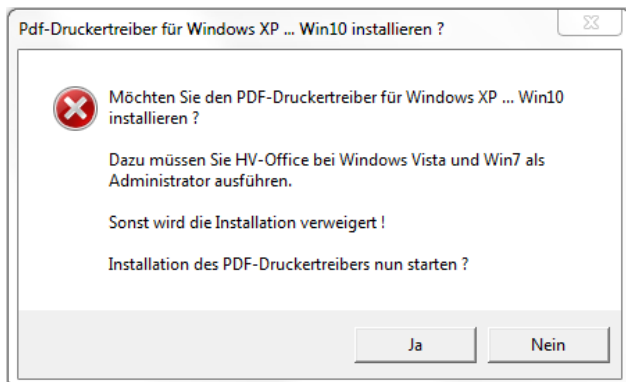 Pdf-Druckertreiber für Windows XP ... Win10 installieren ?
Möchten Sie den PDF-Druckertreiber für Windows XP ... Win10
installieren ?
Dazu müssen Sie HV-Office bei Windows Vista und Win7 als
Administrator ausführen.
Sonst wird die Installation verweigert !
Installation des PDF-Druckertreibers nun starten ?
Ja
Nein